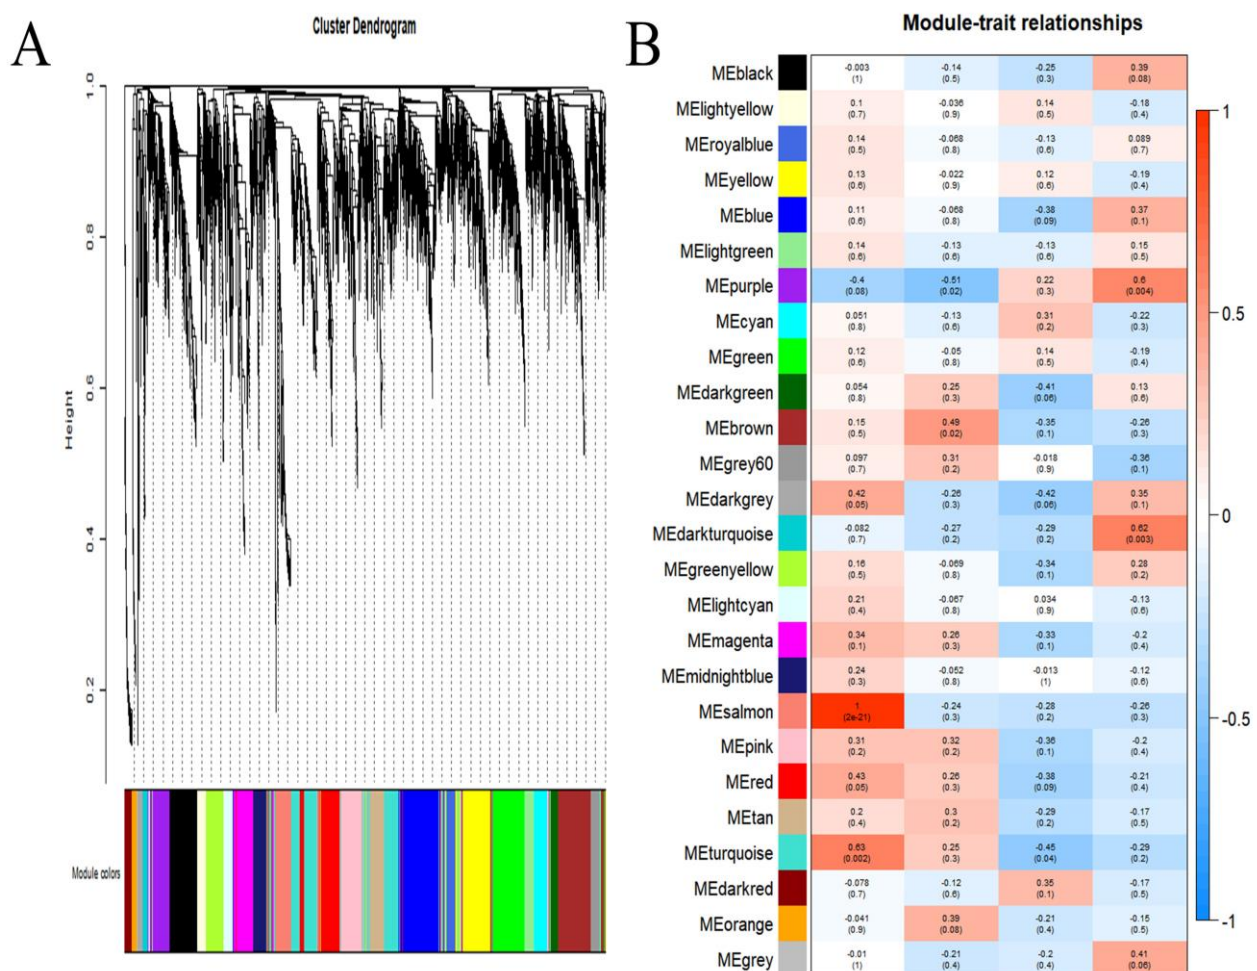 A
Cluster Dendrogram
1.0
0.8
0.6
0.4
0.2
Height
Module colors
B
Module-trait relationships
MEblack -0.003 (1) -0.14 (0.5) -0.25 (0.3) 0.39 (0.08)
MElightyellow 0.1 (0.7) -0.036 (0.9) 0.14 (0.5) -0.18 (0.4)
MEroyalblue 0.14 (0.5) -0.068 (0.8) -0.13 (0.6) 0.089 (0.7)
MEyellow 0.13 (0.6) -0.022 (0.9) 0.12 (0.6) -0.19 (0.4)
MEblue 0.11 (0.6) -0.068 (0.8) -0.38 (0.09) 0.37 (0.1)
MElightgreen 0.14 (0.6) -0.13 (0.6) -0.13 (0.6) 0.15 (0.5)
MEpurple -0.4 (0.08) -0.51 (0.02) 0.22 (0.3) 0.6 (0.004)
MEcyan 0.051 (0.8) -0.13 (0.6) 0.31 (0.2) -0.22 (0.3)
MEgreen 0.12 (0.6) -0.05 (0.8) 0.14 (0.5) -0.19 (0.4)
MEdarkgreen 0.054 (0.8) 0.25 (0.3) -0.41 (0.06) 0.13 (0.6)
MEbrown 0.15 (0.5) 0.49 (0.02) -0.35 (0.1) -0.26 (0.3)
MEgrey60 0.097 (0.7) 0.31 (0.2) -0.018 (0.9) -0.36 (0.1)
MEdarkgrey 0.42 (0.05) -0.26 (0.3) -0.42 (0.06) 0.35 (0.1)
MEdarkturquoise -0.082 (0.7) -0.27 (0.2) -0.29 (0.2) 0.62 (0.003)
MEgreenyellow 0.16 (0.5) -0.069 (0.8) -0.34 (0.1) 0.28 (0.2)
MElightcyan 0.21 (0.4) -0.067 (0.8) 0.034 (0.9) -0.13 (0.6)
MEmagenta 0.34 (0.1) 0.26 (0.3) -0.33 (0.1) -0.2 (0.4)
MEmidnightblue 0.24 (0.3) -0.052 (0.8) -0.013 (1) -0.12 (0.6)
MEsalmon 1 (2e-21) -0.24 (0.3) -0.28 (0.2) -0.26 (0.3)
MEpink 0.31 (0.2) 0.32 (0.2) -0.36 (0.1) -0.2 (0.4)
MEred 0.43 (0.05) 0.26 (0.3) -0.38 (0.09) -0.21 (0.4)
MEtan 0.2 (0.4) 0.3 (0.2) -0.29 (0.2) -0.17 (0.5)
MEturquoise 0.63 (0.002) 0.25 (0.3) -0.45 (0.04) -0.29 (0.2)
MEdarkred -0.078 (0.7) -0.12 (0.6) 0.35 (0.1) -0.17 (0.5)
MEorange -0.041 (0.9) 0.39 (0.08) -0.21 (0.4) -0.15 (0.5)
MEgrey -0.01 (1) -0.21 (0.4) -0.2 (0.4) 0.41 (0.06)
1
0.5
0
-0.5
-1